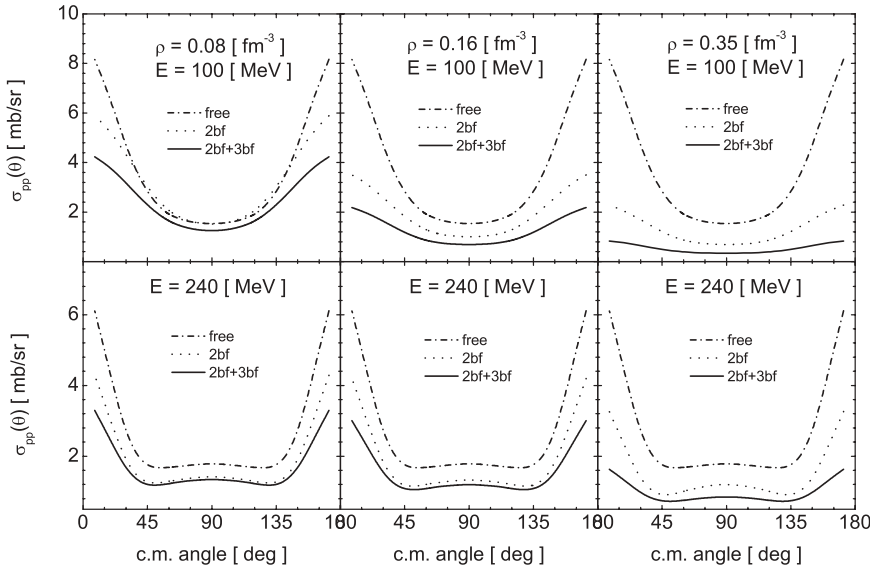 10
8
6
4
2
σpp(θ) [ mb/sr ]
ρ = 0.08 [ fm-3 ]
E = 100 [ MeV ]
free
2bf
2bf+3bf
ρ = 0.16 [ fm-3 ]
E = 100 [ MeV ]
free
2bf
2bf+3bf
ρ = 0.35 [ fm-3 ]
E = 100 [ MeV ]
free
2bf
2bf+3bf
6
4
2
σpp(θ) [ mb/sr ]
E = 240 [ MeV ]
free
2bf
2bf+3bf
E = 240 [ MeV ]
free
2bf
2bf+3bf
E = 240 [ MeV ]
free
2bf
2bf+3bf
0 45 90 135 180 45 90 135 180 45 90 135 180
c.m. angle [ deg ] c.m. angle [ deg ] c.m. angle [ deg ]